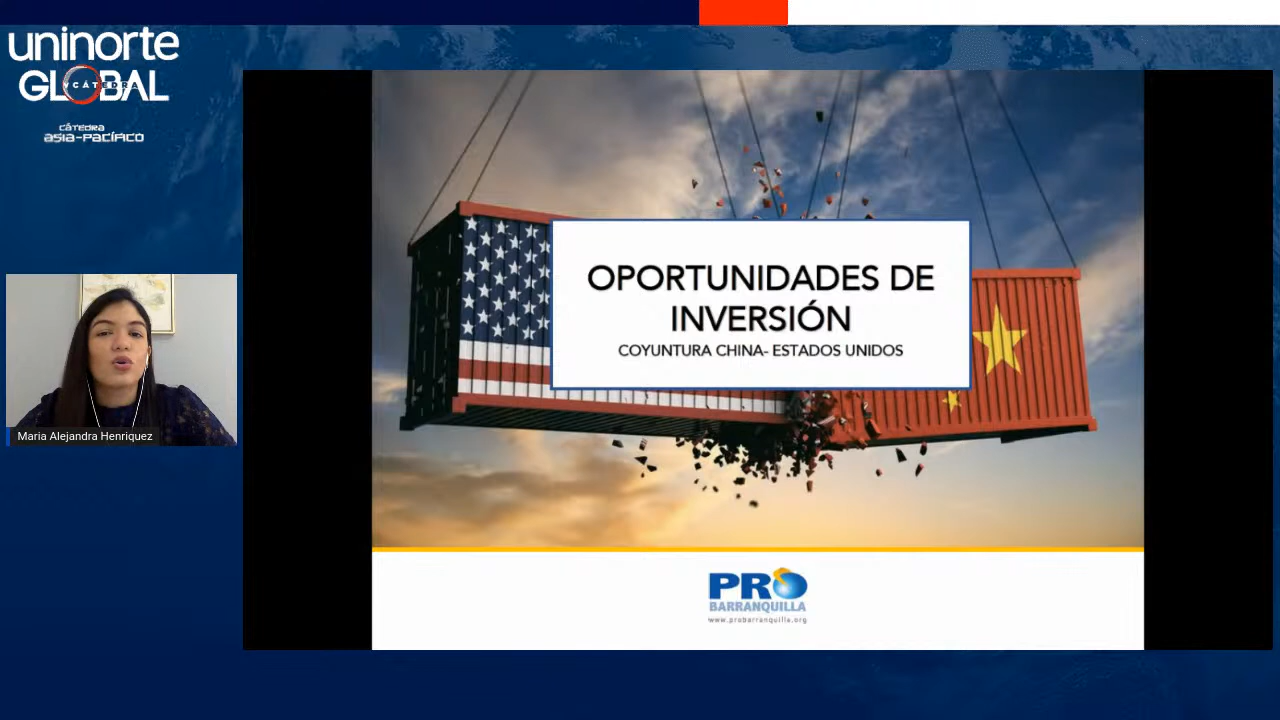 uninorte
GLOBAL
CÁTEDRA
asia-pacífico
OPORTUNIDADES DE
INVERSIÓN
COYUNTURA CHINA- ESTADOS UNIDOS
Maria Alejandra Henriquez
PRO
BARRANQUILLA
www.probarranquilla.org